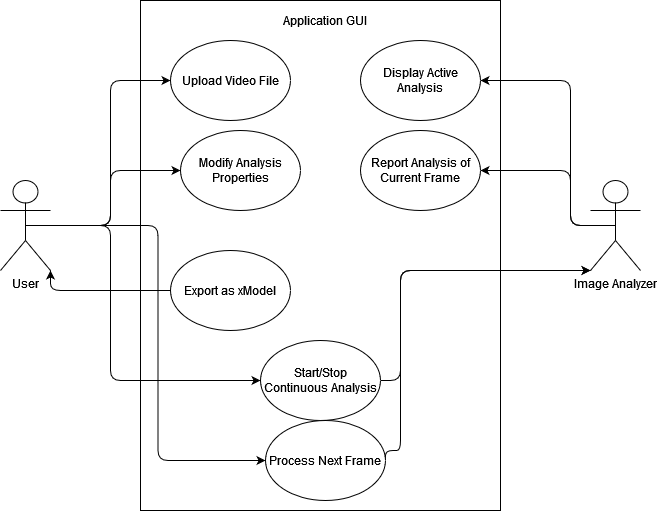 Application GUI
Upload Video File
Display Active
Analysis
Modify Analysis
Properties
Report Analysis of
Current Frame
User
Image Analyzer
Export as xModel
Start/Stop
Continuous Analysis
Process Next Frame